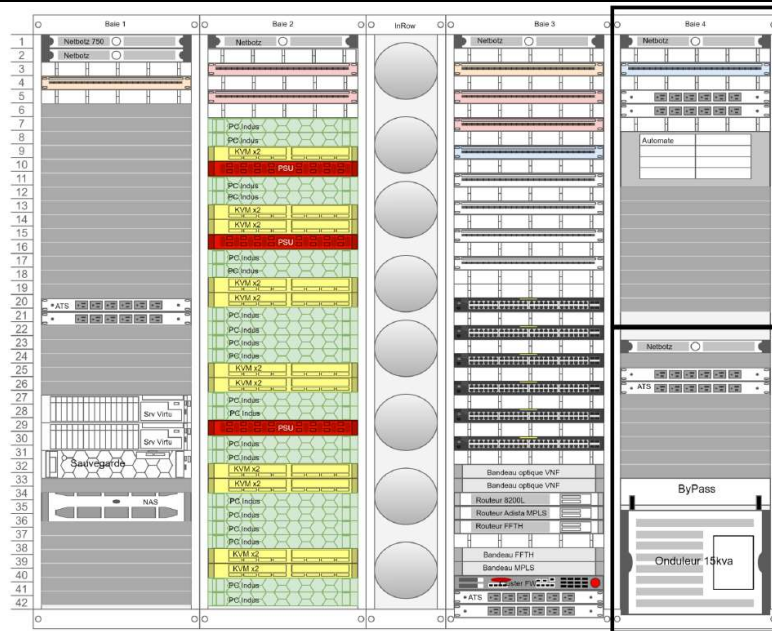 Baie 1
Baie 2
InRow
Baie 3
Baie 4
1
2
3
4
5
6
7
8
9
10
11
12
13
14
15
16
17
18
19
20
21
22
23
24
25
26
27
28
29
30
31
32
33
34
35
36
37
38
39
40
41
42
Netbotz 750
Netbotz
ATS
Srv Virtu
Srv Virtu
Sauvegarde
NAS
Netbotz
PC Indus
PC Indus
KVM x2
PSU
PC Indus
PC Indus
KVM x2
KVM x2
PSU
PC Indus
PC Indus
KVM x2
KVM x2
PC Indus
PC Indus
PC Indus
PC Indus
KVM x2
KVM x2
PC Indus
PC Indus
PSU
PC Indus
PC Indus
KVM x2
KVM x2
PC Indus
PC Indus
PC Indus
PC Indus
KVM x2
KVM x2
PC Indus
PC Indus
Netbotz
Bandeau optique VNF
Bandeau optique VNF
Routeur 8200L
Routeur Adista MPLS
Routeur FFTH
Bandeau FFTH
Bandeau MPLS
FW
ATS
Netbotz
Automate
Netbotz
ATS
ByPass
Onduleur 15kva